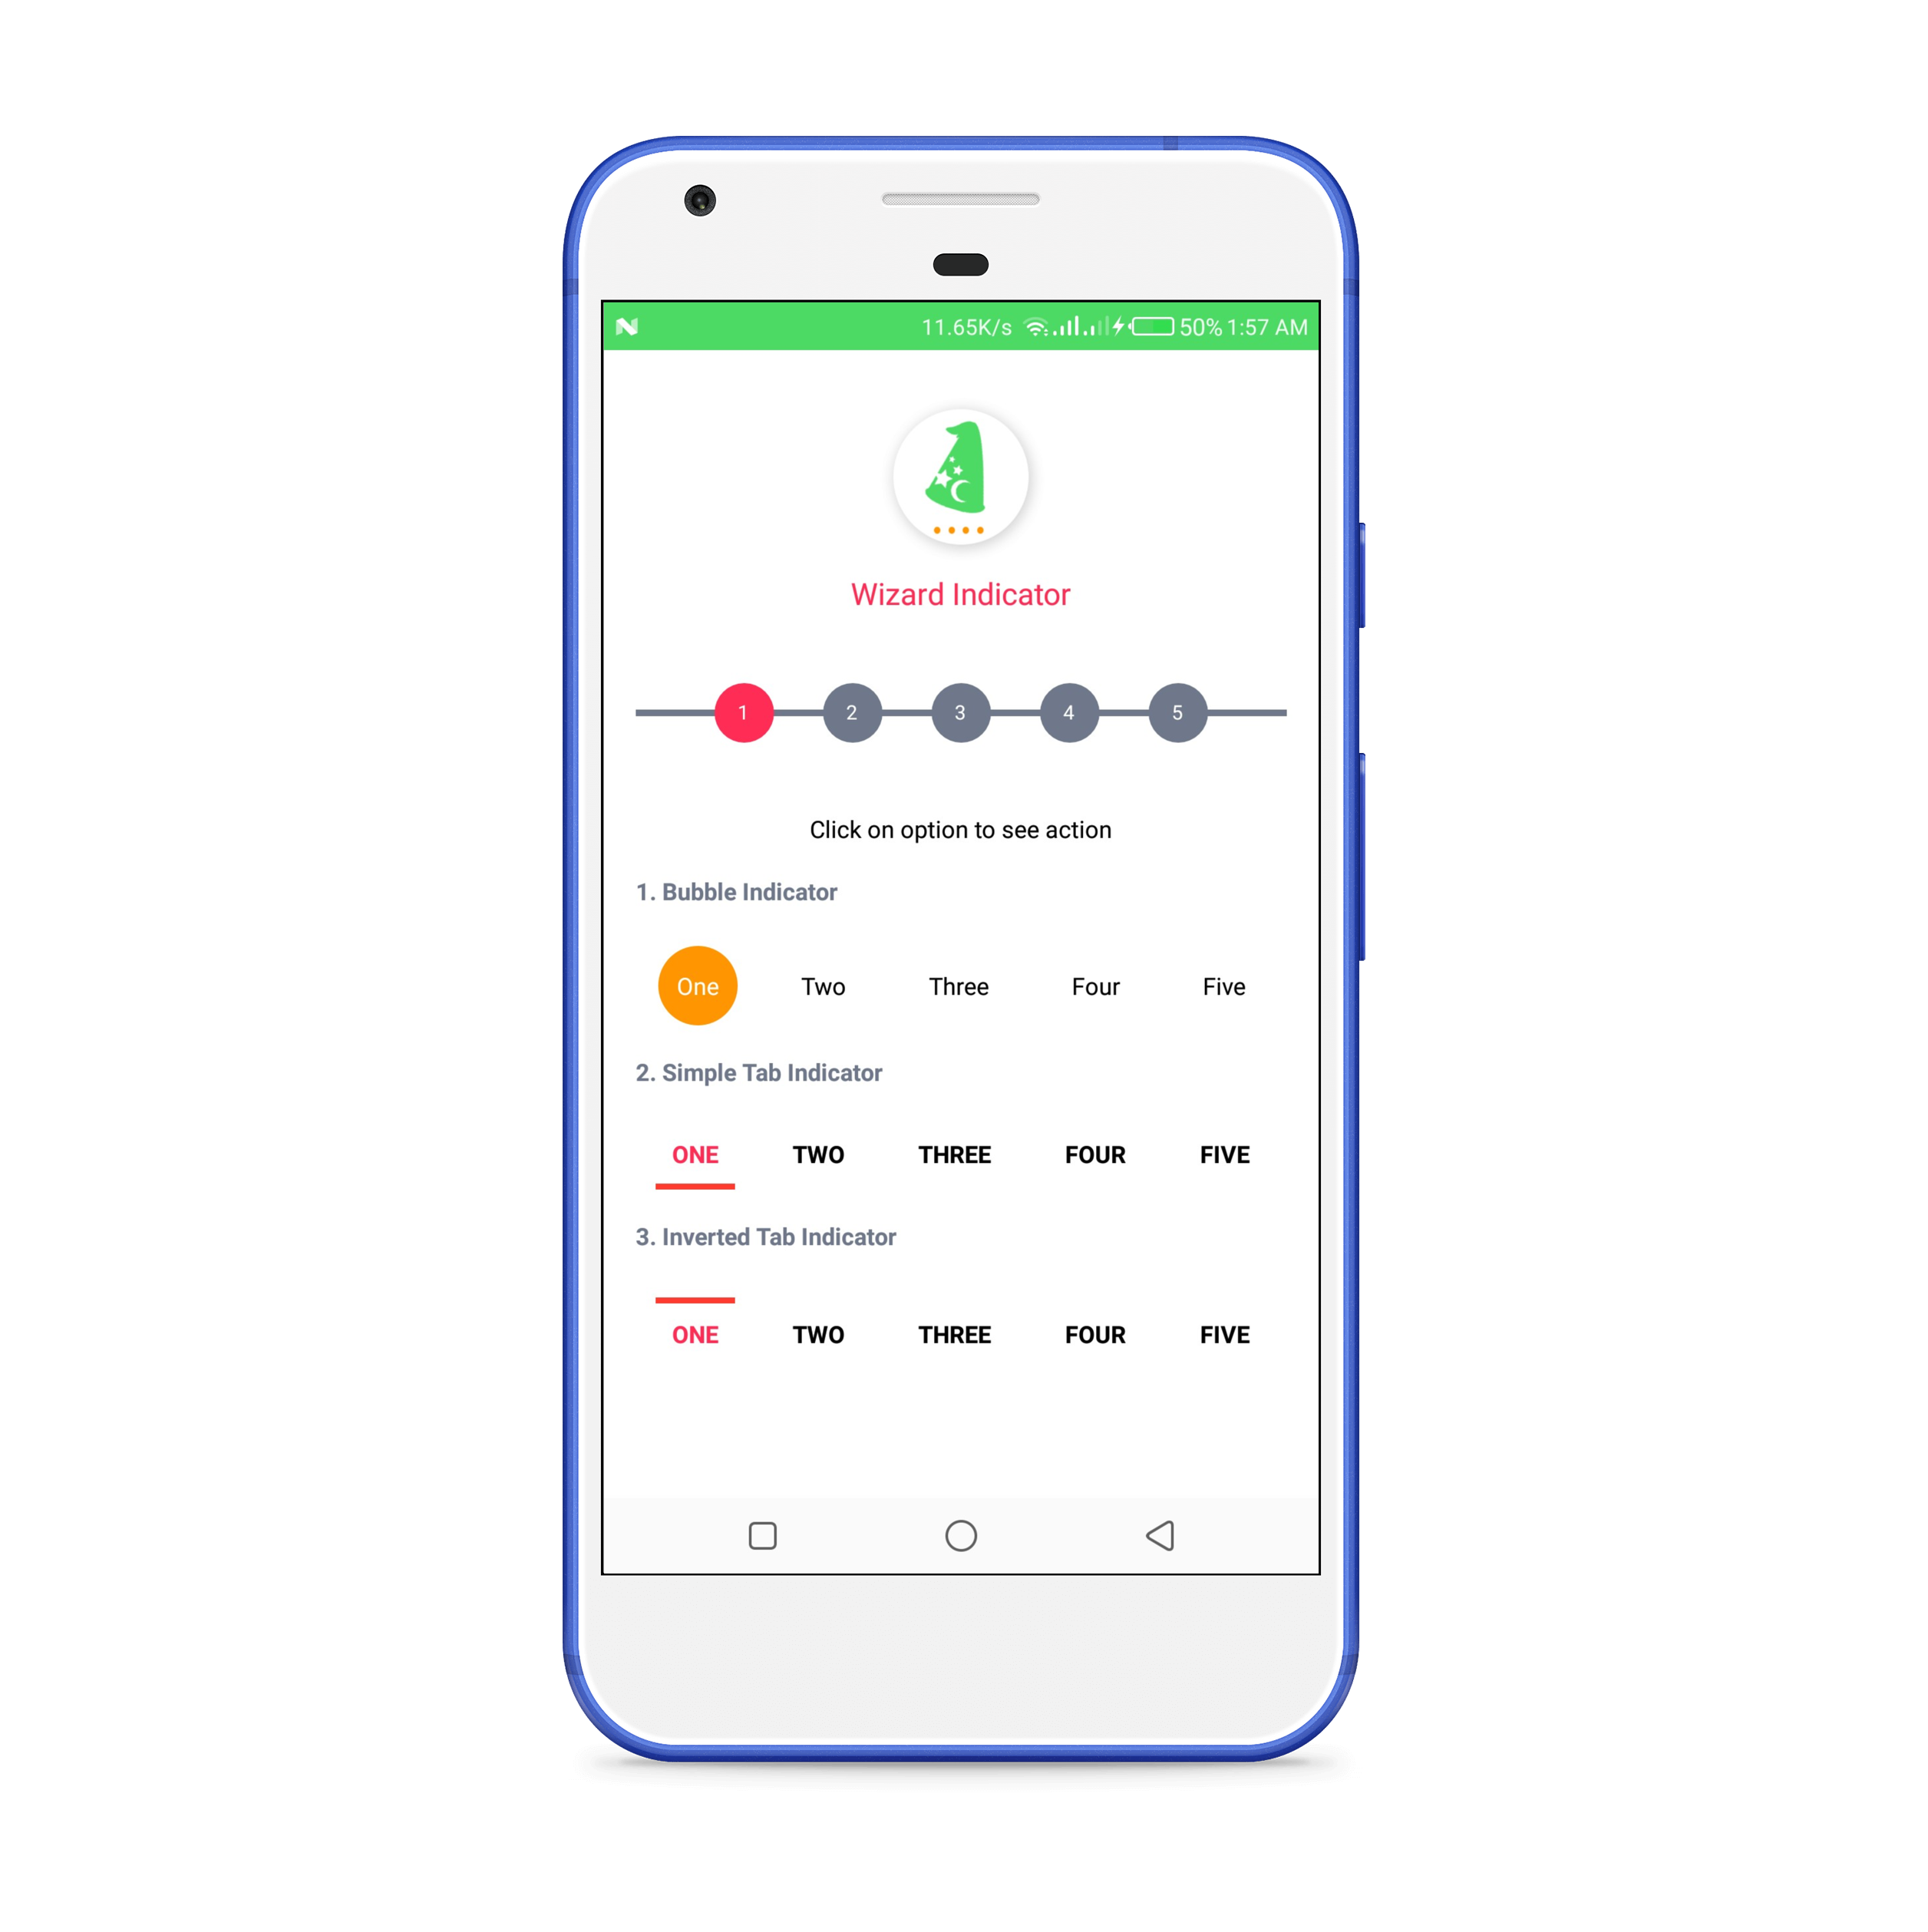 11.65K/s 50% 1:57 AM
Wizard Indicator
1 2 3 4 5
Click on option to see action
1. Bubble Indicator
One Two Three Four Five
2. Simple Tab Indicator
ONE TWO THREE FOUR FIVE
3. Inverted Tab Indicator
ONE TWO THREE FOUR FIVE